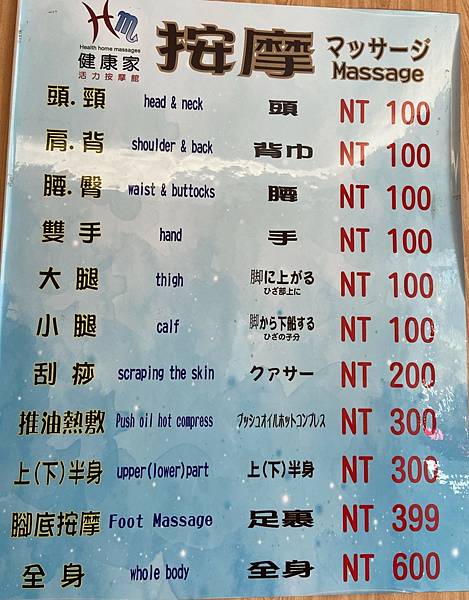 Hm
Health home massages
健康家
活力按摩館
按摩 マッサージ
Massage
頭.頸 head & neck 頭 NT 100
肩.背 shoulder & back 背巾 NT 100
腰.臀 waist & buttocks 腰 NT 100
雙手 hand 手 NT 100
大腿 thigh 脚に上がる NT 100
ひざ部上に
小腿 calf 脚から下船する NT 100
ひざの子分
刮痧 scraping the skin クァサー NT 200
推油熱敷 Push oil hot compress プッシュオイルホットコンプレス NT 300
上(下)半身 upper(lower)part 上(下)半身 NT 300
腳底按摩 Foot Massage 足裏 NT 399
全身 whole body 全身 NT 600